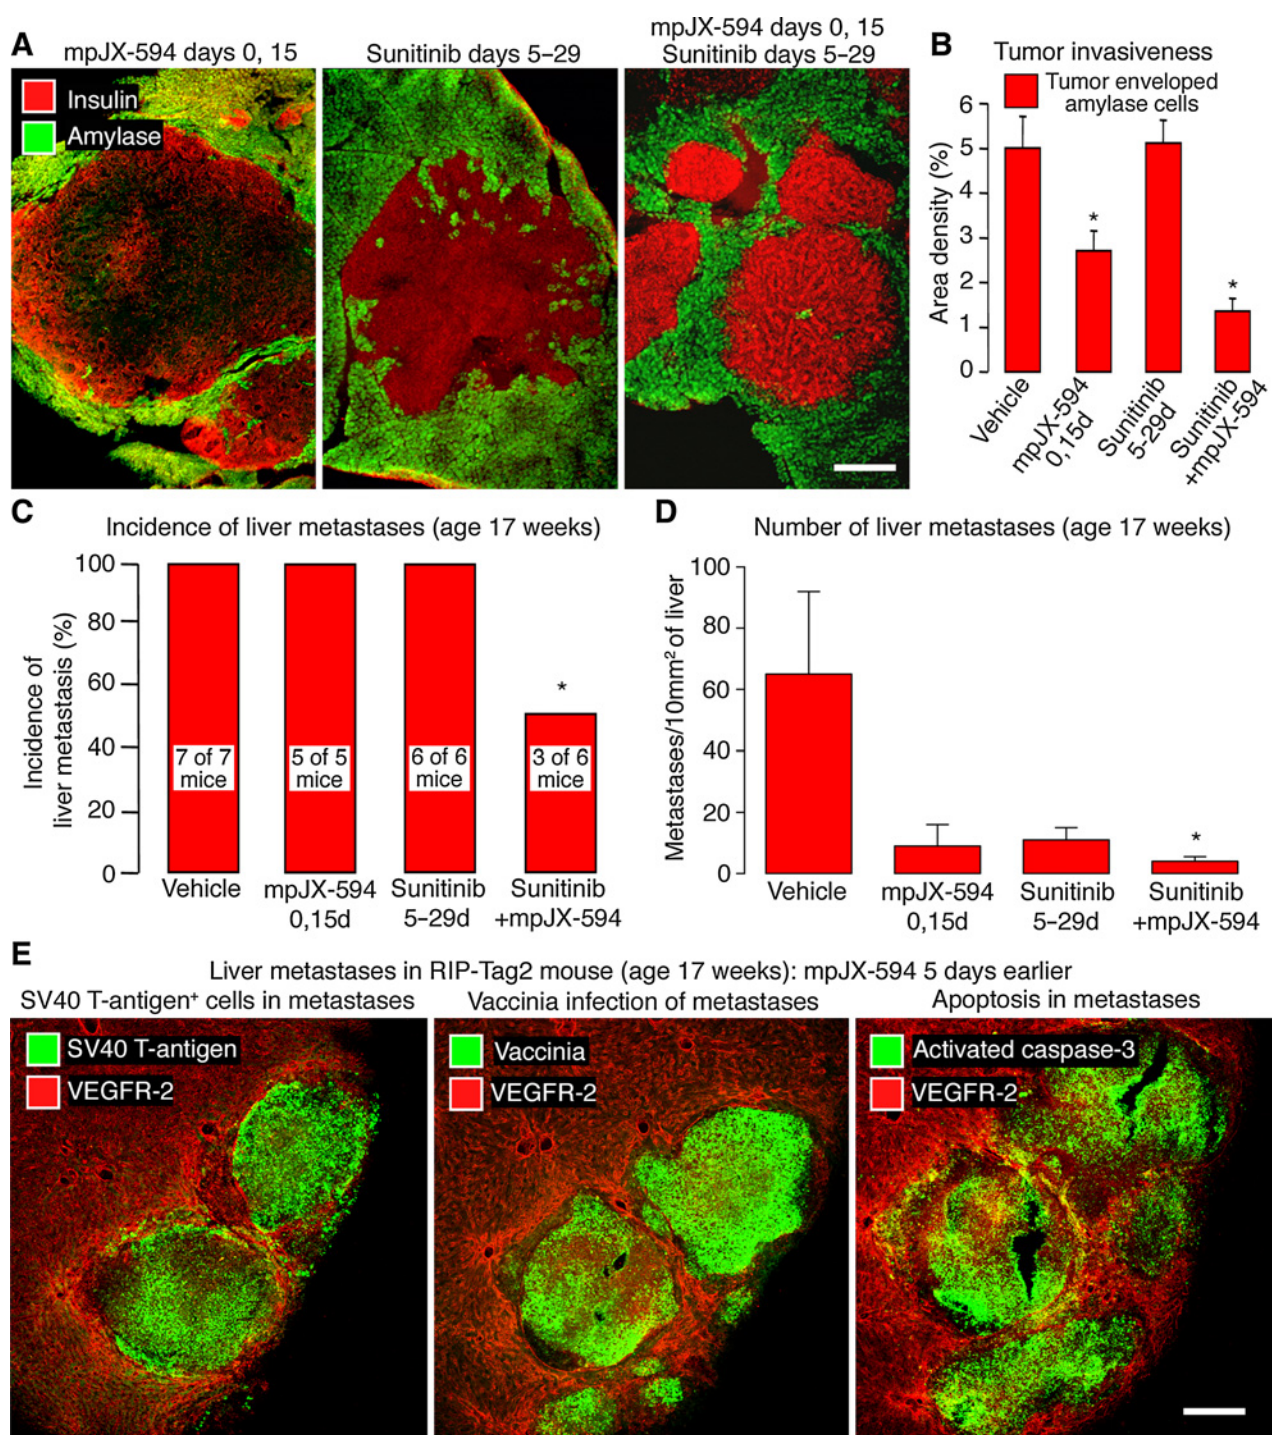 A
mpJX-594 days 0, 15
Sunitinib days 5–29
mpJX-594 days 0, 15
Sunitinib days 5–29
Insulin
Amylase
B
Tumor invasiveness
Tumor enveloped
amylase cells
Area density (%)
6
5
4
3
2
1
0
*
*
Vehicle
mpJX-594
0,15d
Sunitinib
5-29d
Sunitinib
+mpJX-594
C
Incidence of liver metastases (age 17 weeks)
Incidence of
liver metastasis (%)
100
80
60
40
20
0
7 of 7
mice
5 of 5
mice
6 of 6
mice
3 of 6
mice
*
Vehicle
mpJX-594
0,15d
Sunitinib
5–29d
Sunitinib
+mpJX-594
D
Number of liver metastases (age 17 weeks)
Metastases/10mm² of liver
100
80
60
40
20
0
*
Vehicle
mpJX-594
0,15d
Sunitinib
5–29d
Sunitinib
+mpJX-594
E
Liver metastases in RIP-Tag2 mouse (age 17 weeks): mpJX-594 5 days earlier
SV40 T-antigen⁺ cells in metastases
Vaccinia infection of metastases
Apoptosis in metastases
SV40 T-antigen
VEGFR-2
Vaccinia
VEGFR-2
Activated caspase-3
VEGFR-2